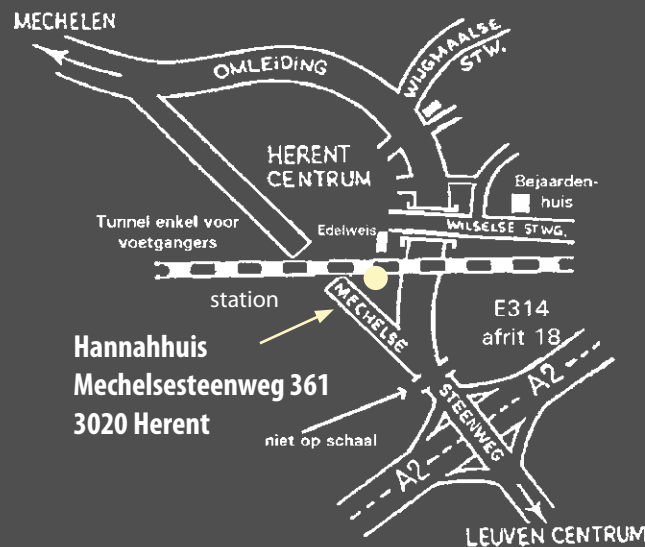 MECHELEN
OMLEIDING
WIJGMAALSE
STW.
HERENT
CENTRUM
Bejaarden-
huis
Tunnel enkel voor
voetgangers
Edelweis
WILSELSE STWG.
station
MECHELSE
E314
afrit 18
Hannahhuis
Mechelsesteenweg 361
3020 Herent
A2
STEENWEG
niet op schaal
A2
LEUVEN CENTRUM